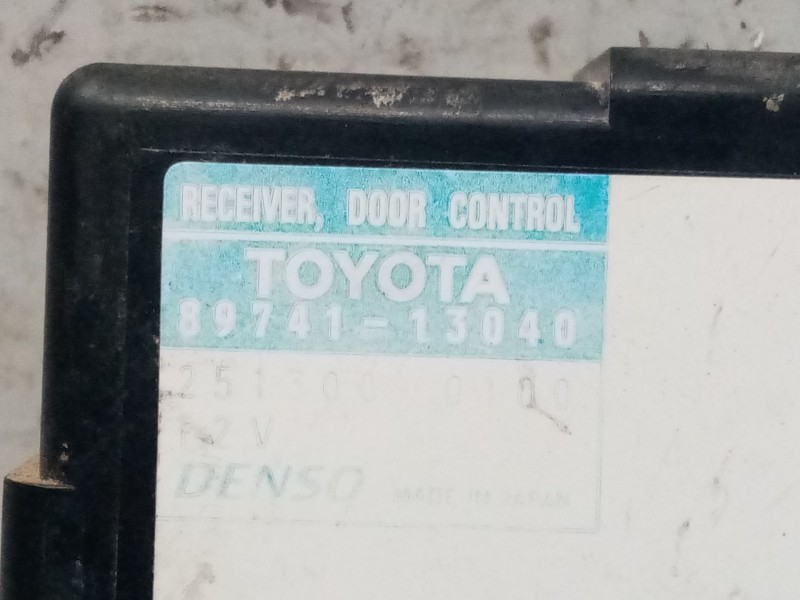 RECEIVER, DOOR CONTROL
TOYOTA
89741-13040
12V
DENSO MADE IN JAPAN